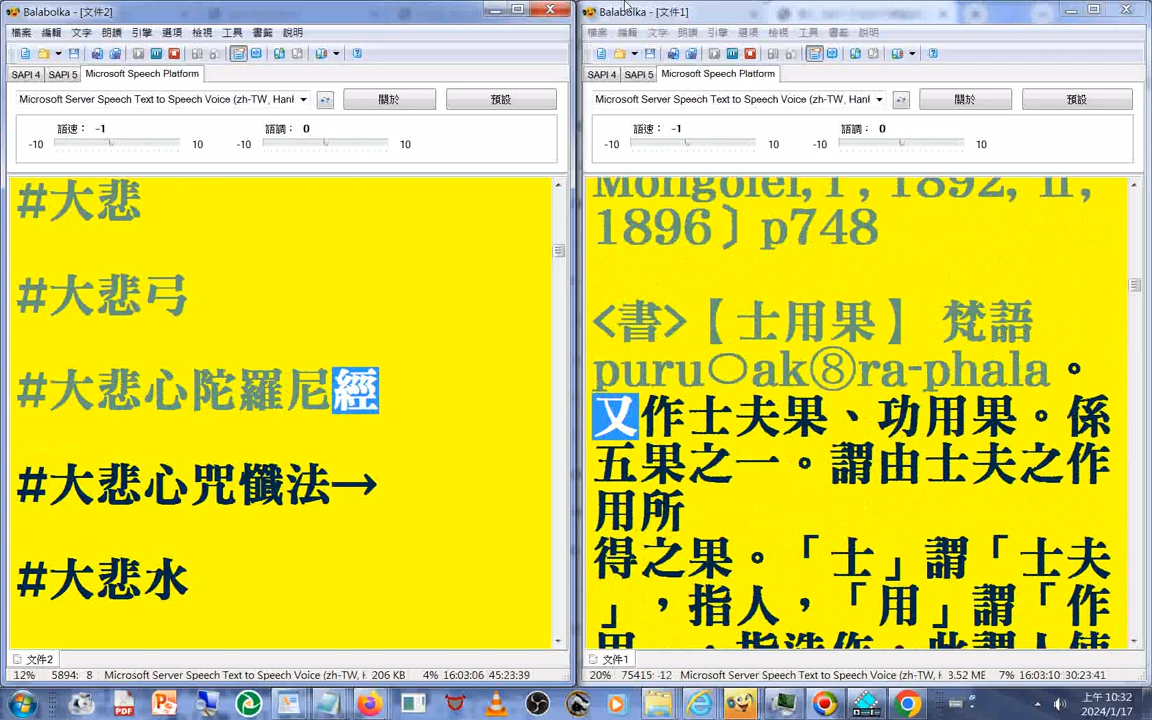 Balabolka - [文件2]
檔案 編輯 文字 朗讀 引擎 選項 檢視 工具 書籤 說明
SAPI 4 SAPI 5 Microsoft Speech Platform
Microsoft Server Speech Text to Speech Voice (zh-TW, Hanl
關於 預設
語速： -1 語調： 0
-10 10 -10 10
#大悲
#大悲弓
#大悲心陀羅尼經
#大悲心咒懺法→
#大悲水
文件2
12% 5894: 8 Microsoft Server Speech Text to Speech Voice (zh-TW, H 206 KB 4% 16:03:06 45:23:39
Balabolka - [文件1]
檔案 編輯 文字 朗讀 引擎 選項 檢視 工具 書籤 說明
SAPI 4 SAPI 5 Microsoft Speech Platform
Microsoft Server Speech Text to Speech Voice (zh-TW, Hanl
關於 預設
語速： -1 語調： 0
-10 10 -10 10
Mongolei, I, 1892, II,
1896〕p748
<書>【士用果】 梵語
puru○ak⑧ra-phala。
又作士夫果、功用果。係
五果之一。謂由士夫之作
用所
得之果。「士」謂「士夫
」，指人，「用」謂「作
用」，指造作，此謂人使
文件1
20% 75415: -12 Microsoft Server Speech Text to Speech Voice (zh-TW, H 3.52 MB 7% 16:03:10 30:23:41
上午 10:32
2024/1/17